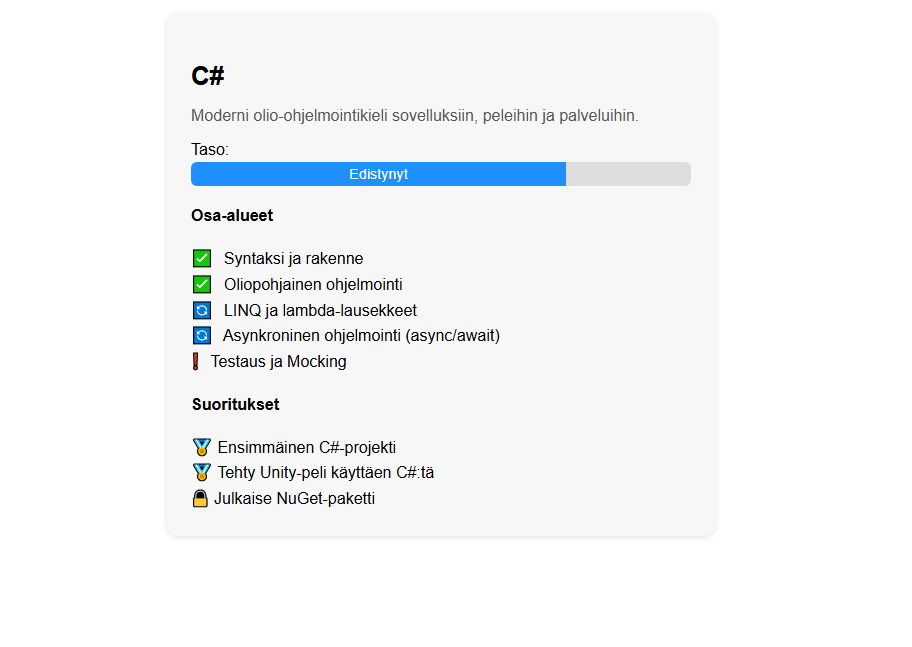 C#
Moderni olio-ohjelmointikieli sovelluksiin, peleihin ja palveluihin.
Taso:
Edistynyt
Osa-alueet
✅ Syntaksi ja rakenne
✅ Oliopohjainen ohjelmointi
🔄 LINQ ja lambda-lausekkeet
🔄 Asynkroninen ohjelmointi (async/await)
❗ Testaus ja Mocking
Suoritukset
🏅 Ensimmäinen C#-projekti
🏅 Tehty Unity-peli käyttäen C#:tä
🔒 Julkaise NuGet-paketti